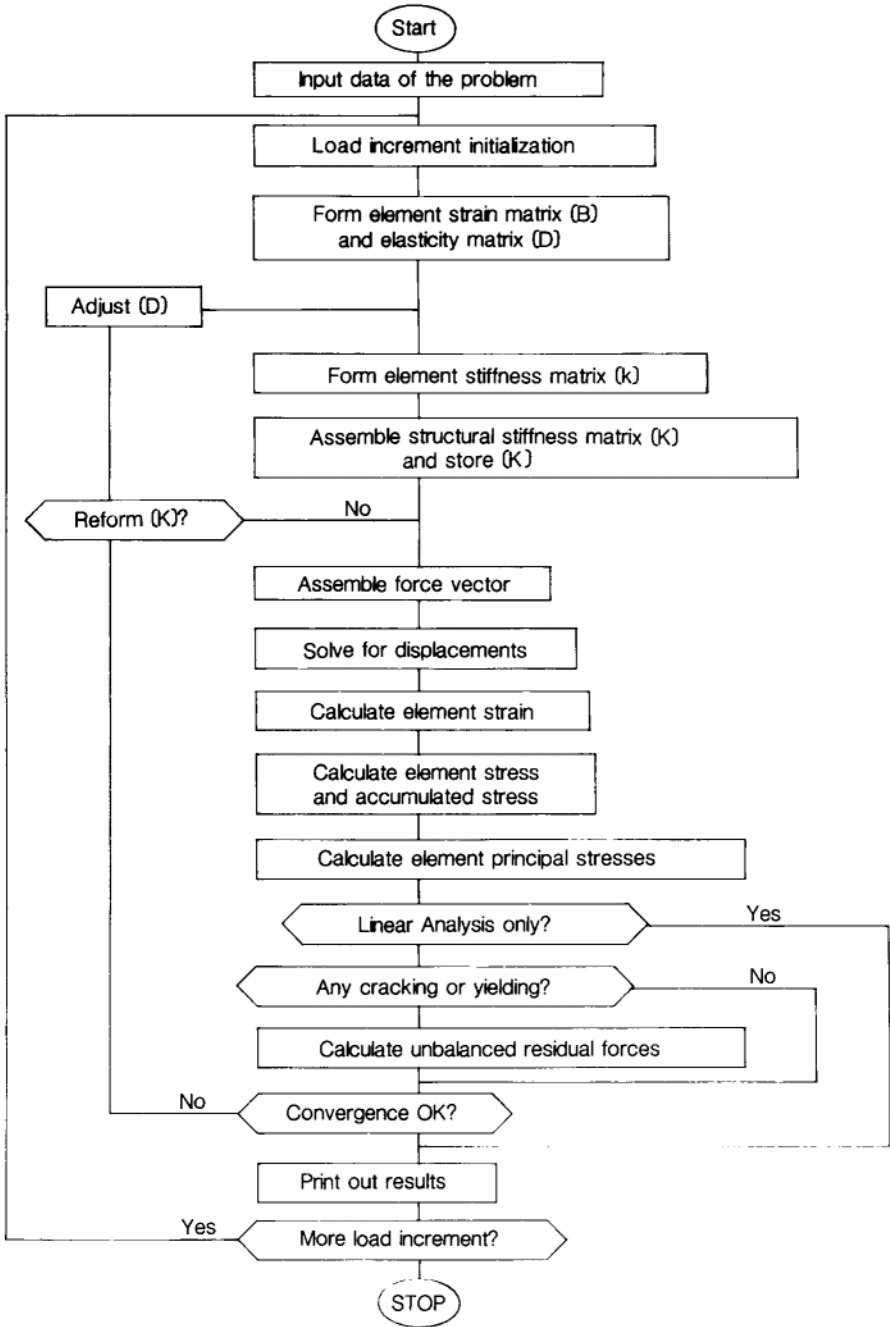 Start
Input data of the problem
Load increment initialization
Form element strain matrix (B)
and elasticity matrix (D)
Adjust (D)
Form element stiffness matrix (k)
Assemble structural stiffness matrix (K)
and store (K)
Reform (K)?
No
Assemble force vector
Solve for displacements
Calculate element strain
Calculate element stress
and accumulated stress
Calculate element principal stresses
Linear Analysis only?
Yes
Any cracking or yielding?
No
Calculate unbalanced residual forces
No
Convergence OK?
Print out results
Yes
More load increment?
STOP